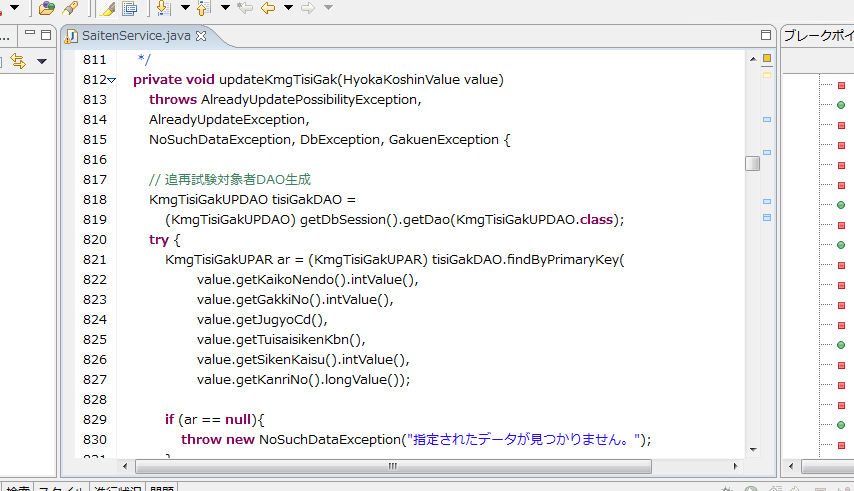 ...
SaitenService.java
ブレークポイ
811 */
812 private void updateKmgTisiGak(HyokaKoshinValue value)
813 throws AlreadyUpdatePossibilityException,
814 AlreadyUpdateException,
815 NoSuchDataException, DbException, GakuenException {
816
817 // 追再試験対象者DAO生成
818 KmgTisiGakUPDAO tisiGakDAO =
819 (KmgTisiGakUPDAO) getDbSession().getDao(KmgTisiGakUPDAO.class);
820 try {
821 KmgTisiGakUPAR ar = (KmgTisiGakUPAR) tisiGakDAO.findByPrimaryKey(
822 value.getKaikoNendo().intValue(),
823 value.getGakkiNo().intValue(),
824 value.getJugyoCd(),
825 value.getTuisaisikenKbn(),
826 value.getSikenKaisu().intValue(),
827 value.getKanriNo().longValue());
828
829 if (ar == null){
830 throw new NoSuchDataException("指定されたデータが見つかりません。");